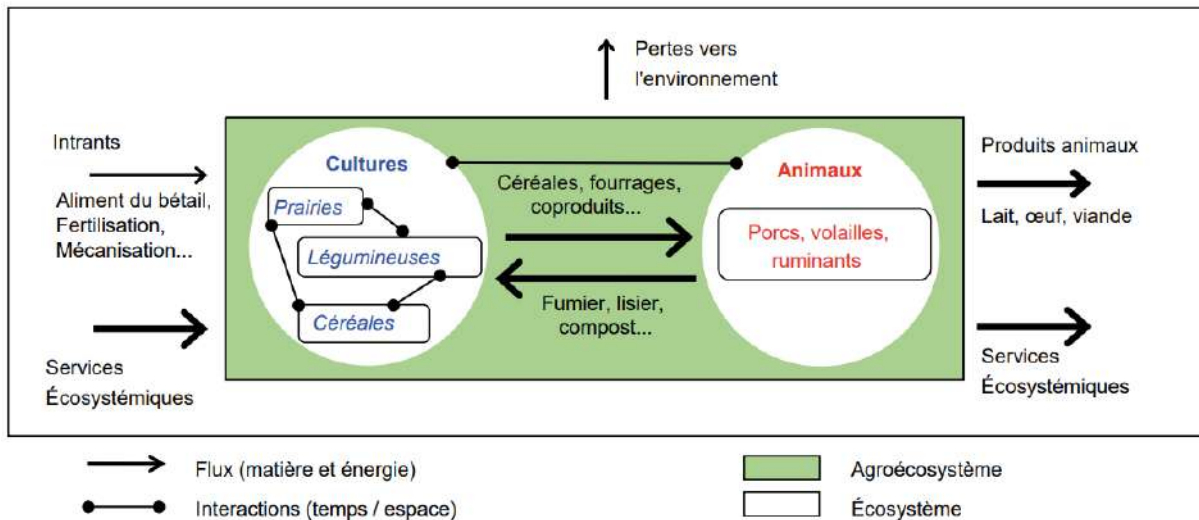 Pertes vers
l'environnement
Intrants
Aliment du bétail,
Fertilisation,
Mécanisation...
Services
Écosystémiques
Cultures
Prairies
Légumineuses
Céréales
Céréales, fourrages,
coproduits...
Fumier, lisier,
compost...
Animaux
Porcs, volailles,
ruminants
Produits animaux
Lait, œuf, viande
Services
Écosystémiques
Flux (matière et énergie)
Interactions (temps / espace)
Agroécosystème
Écosystème